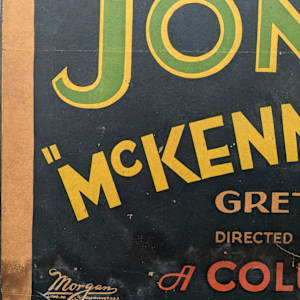 JON
"McKENN
GRET
DIRECTED
"A COL
Morgan